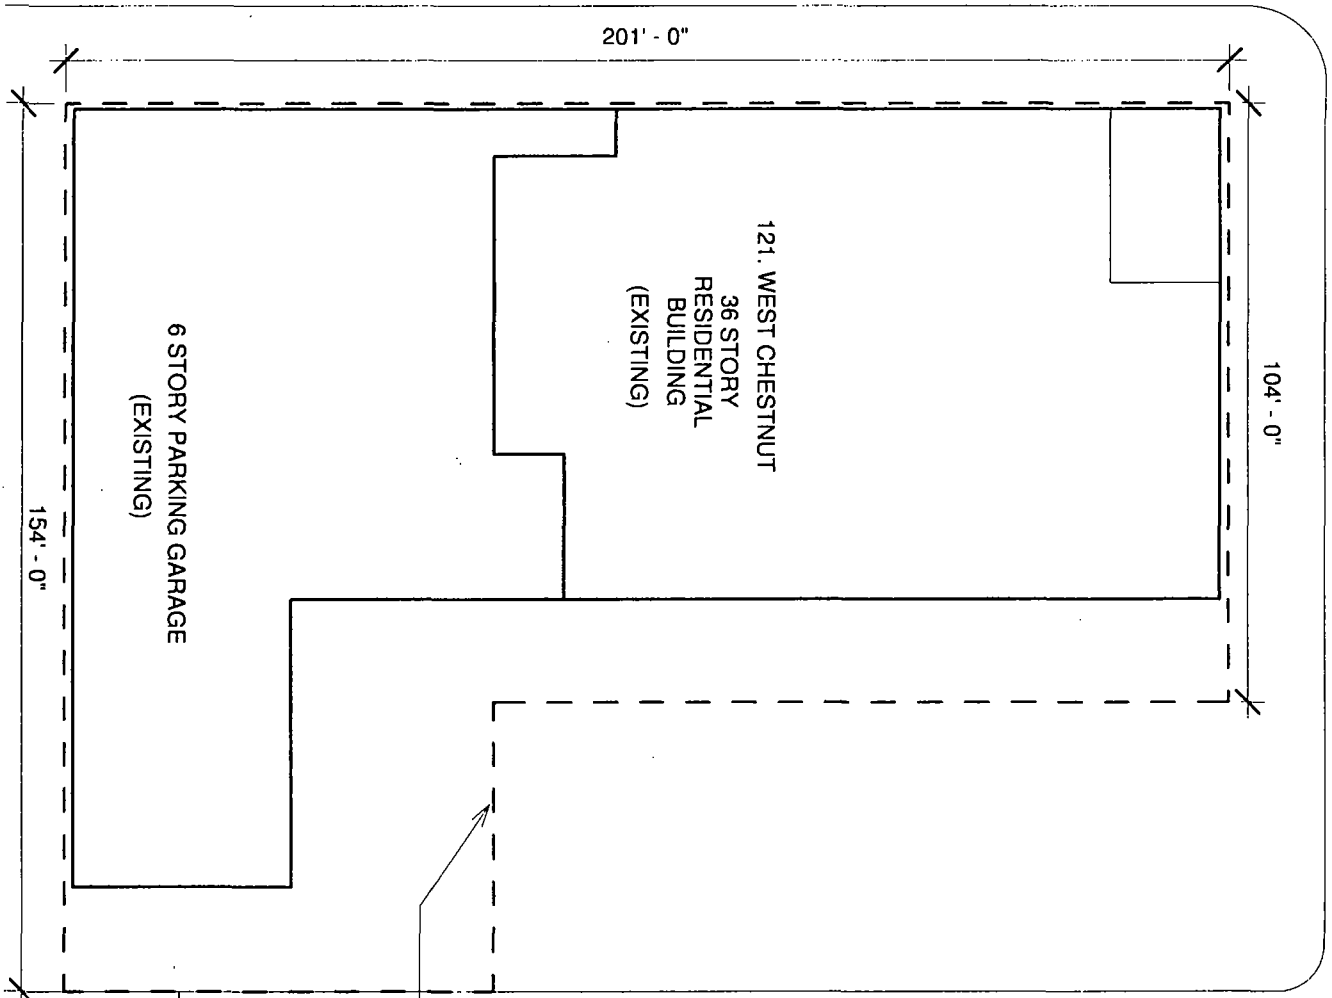 201' - 0"
104' - 0"
121. WEST CHESTNUT
36 STORY
RESIDENTIAL
BUILDING
(EXISTING)
6 STORY PARKING GARAGE
(EXISTING)
154' - 0"